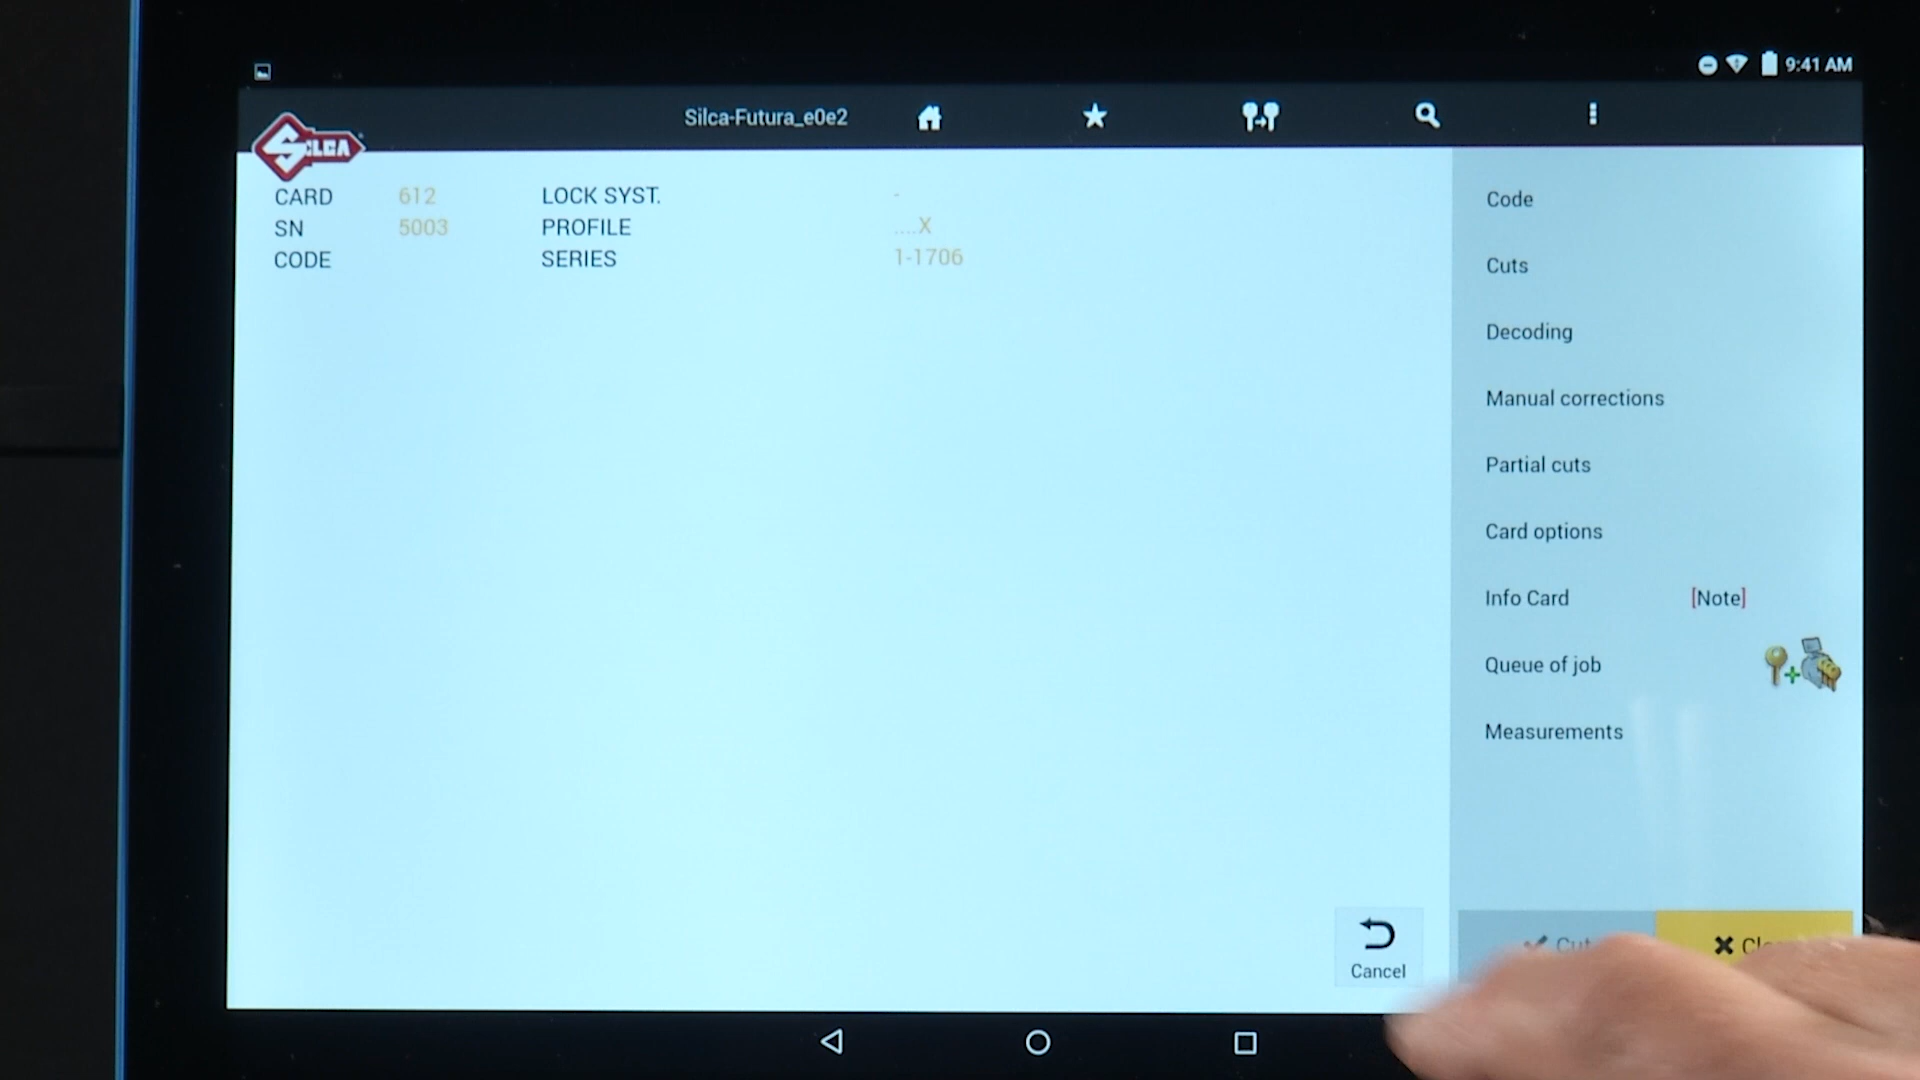 9:41 AM
Silca-Futura_e0e2
SILCA
CARD 612 LOCK SYST. -
SN 5003 PROFILE ....X
CODE SERIES 1-1706
Code
Cuts
Decoding
Manual corrections
Partial cuts
Card options
Info Card [Note]
Queue of job
Measurements
Cancel